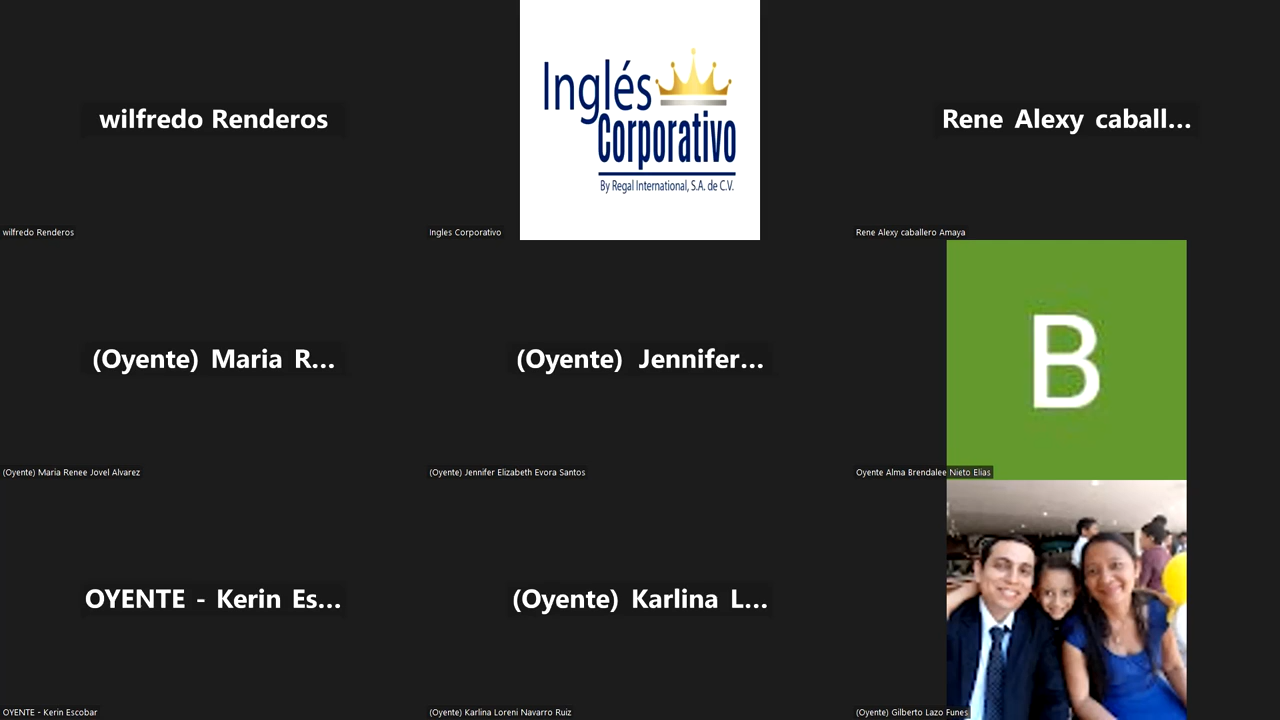 wilfredo Renderos
wilfredo Renderos
Inglés
Corporativo
By Regal International, S.A. de C.V.
Ingles Corporativo
Rene Alexy caball...
Rene Alexy caballero Amaya
(Oyente) Maria R...
(Oyente) Maria Renee Jovel Alvarez
(Oyente) Jennifer...
(Oyente) Jennifer Elizabeth Evora Santos
B
Oyente Alma Brendalee Nieto Elias
OYENTE - Kerin Es...
OYENTE - Kerin Escobar
(Oyente) Karlina L...
(Oyente) Karlina Loreni Navarro Ruiz
(Oyente) Gilberto Lazo Funes